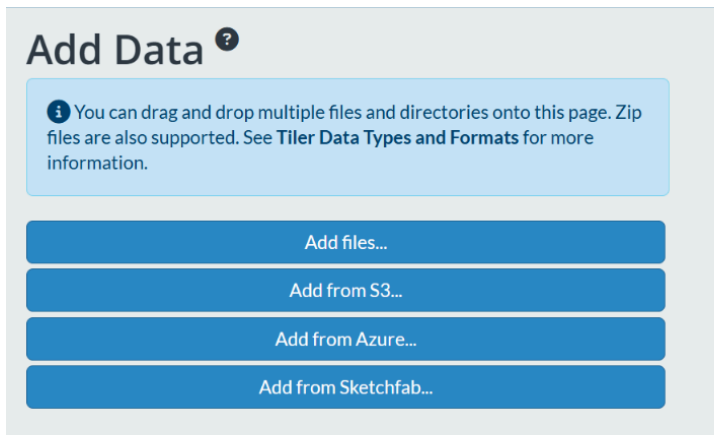 Add Data ?
i You can drag and drop multiple files and directories onto this page. Zip
files are also supported. See Tiler Data Types and Formats for more
information.
Add files...
Add from S3...
Add from Azure...
Add from Sketchfab...